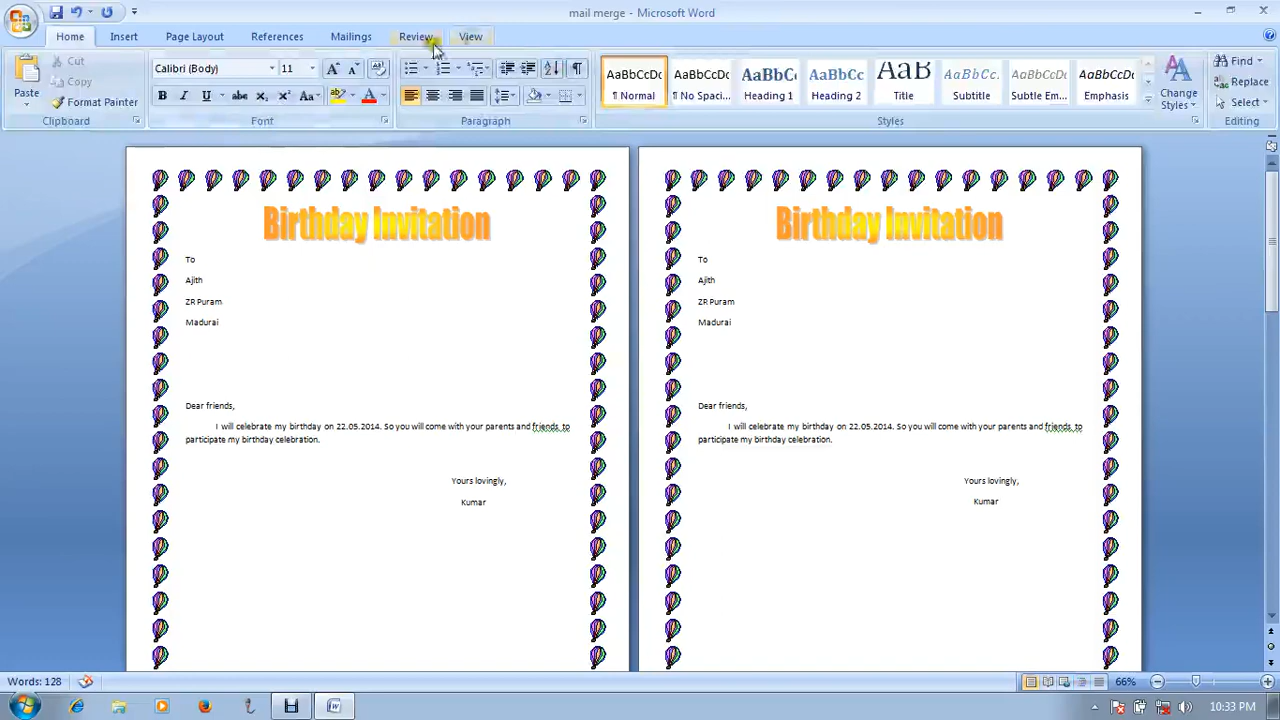 mail merge - Microsoft Word
Home Insert Page Layout References Mailings Review View
Paste Cut Copy Format Painter Clipboard
Calibri (Body) 11 Font
Paragraph
AaBbCcDc AaBbCcDc AaBbC AaBbCc AaB AaBbCc. AaBbCcDc AaBbCcDc
¶ Normal ¶ No Spaci... Heading 1 Heading 2 Title Subtitle Subtle Em... Emphasis
Change Styles Styles
Find Replace Select Editing
Birthday Invitation
To
Ajith
ZR Puram
Madurai
Dear friends,
I will celebrate my birthday on 22.05.2014. So you will come with your parents and friends to
participate my birthday celebration.
Yours lovingly,
Kumar
Birthday Invitation
To
Ajith
ZR Puram
Madurai
Dear friends,
I will celebrate my birthday on 22.05.2014. So you will come with your parents and friends to
participate my birthday celebration.
Yours lovingly,
Kumar
Words: 128 66%
10:33 PM